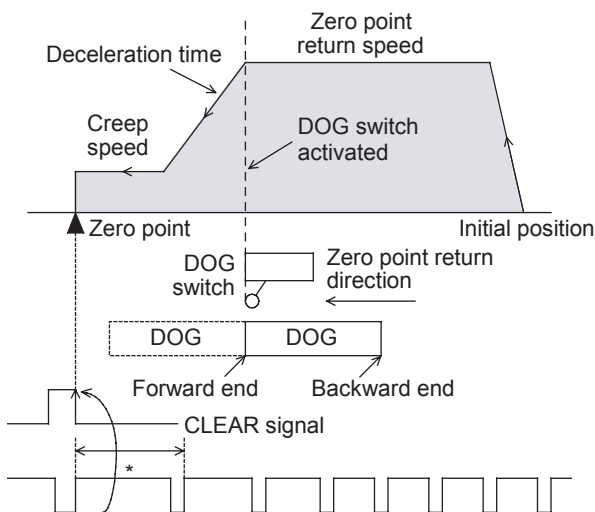 Zero point
return speed
Deceleration time
Creep
speed
DOG switch
activated
Zero point
Initial position
DOG
switch
Zero point return
direction
DOG
DOG
Forward end
Backward end
CLEAR signal
*